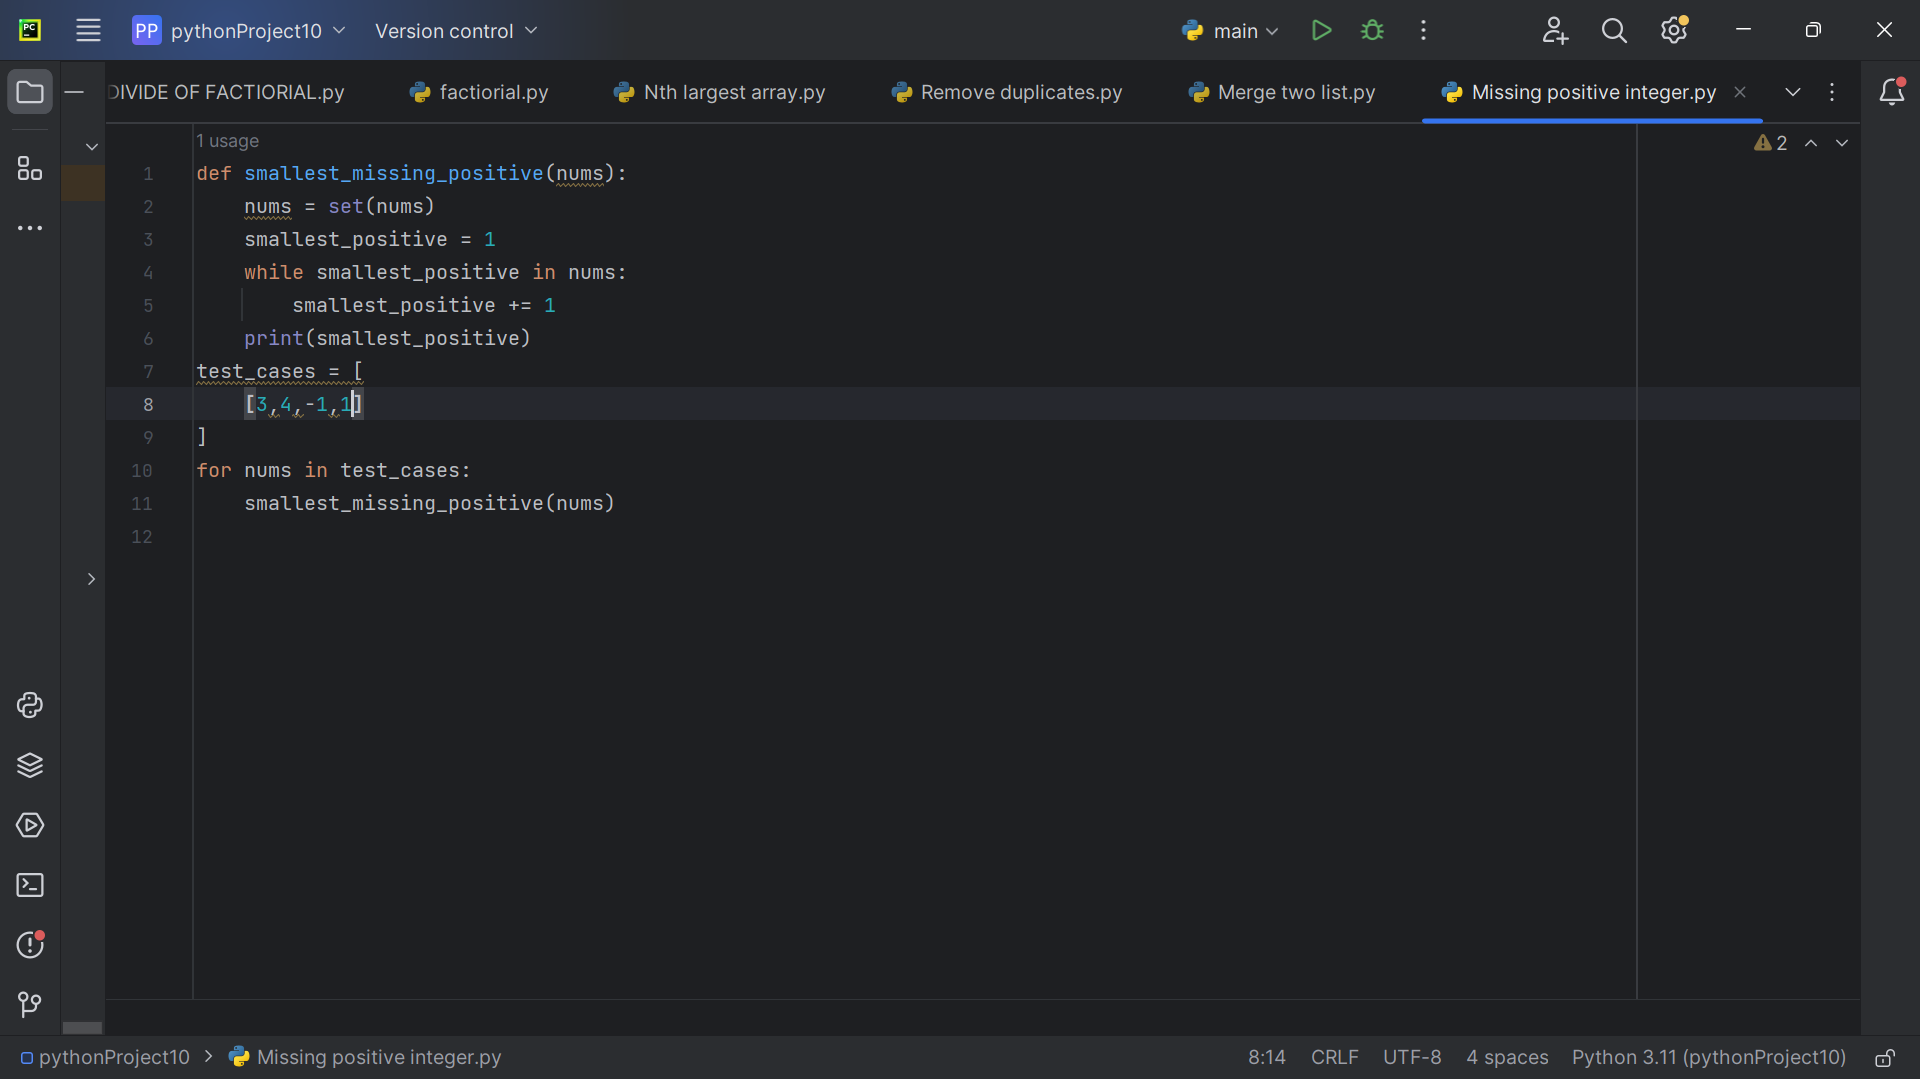 PC
PP pythonProject10 Version control main
DIVIDE OF FACTIORIAL.py factiorial.py Nth largest array.py Remove duplicates.py Merge two list.py Missing positive integer.py
1 usage 2
1 def smallest_missing_positive(nums):
2     nums = set(nums)
3     smallest_positive = 1
4     while smallest_positive in nums:
5         smallest_positive += 1
6     print(smallest_positive)
7 test_cases = [
8     [3,4,-1,1]
9 ]
10 for nums in test_cases:
11     smallest_missing_positive(nums)
12
pythonProject10 > Missing positive integer.py 8:14 CRLF UTF-8 4 spaces Python 3.11 (pythonProject10)